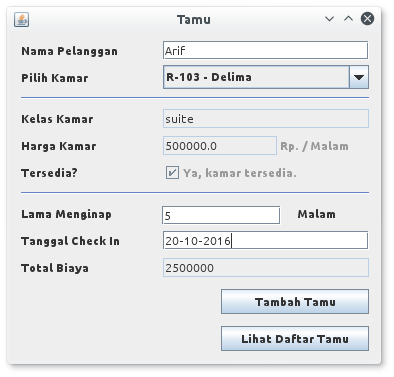 Tamu
Nama Pelanggan Arif
Pilih Kamar R-103 - Delima
Kelas Kamar suite
Harga Kamar 500000.0 Rp. / Malam
Tersedia? Ya, kamar tersedia.
Lama Menginap 5 Malam
Tanggal Check In 20-10-2016
Total Biaya 2500000
Tambah Tamu
Lihat Daftar Tamu